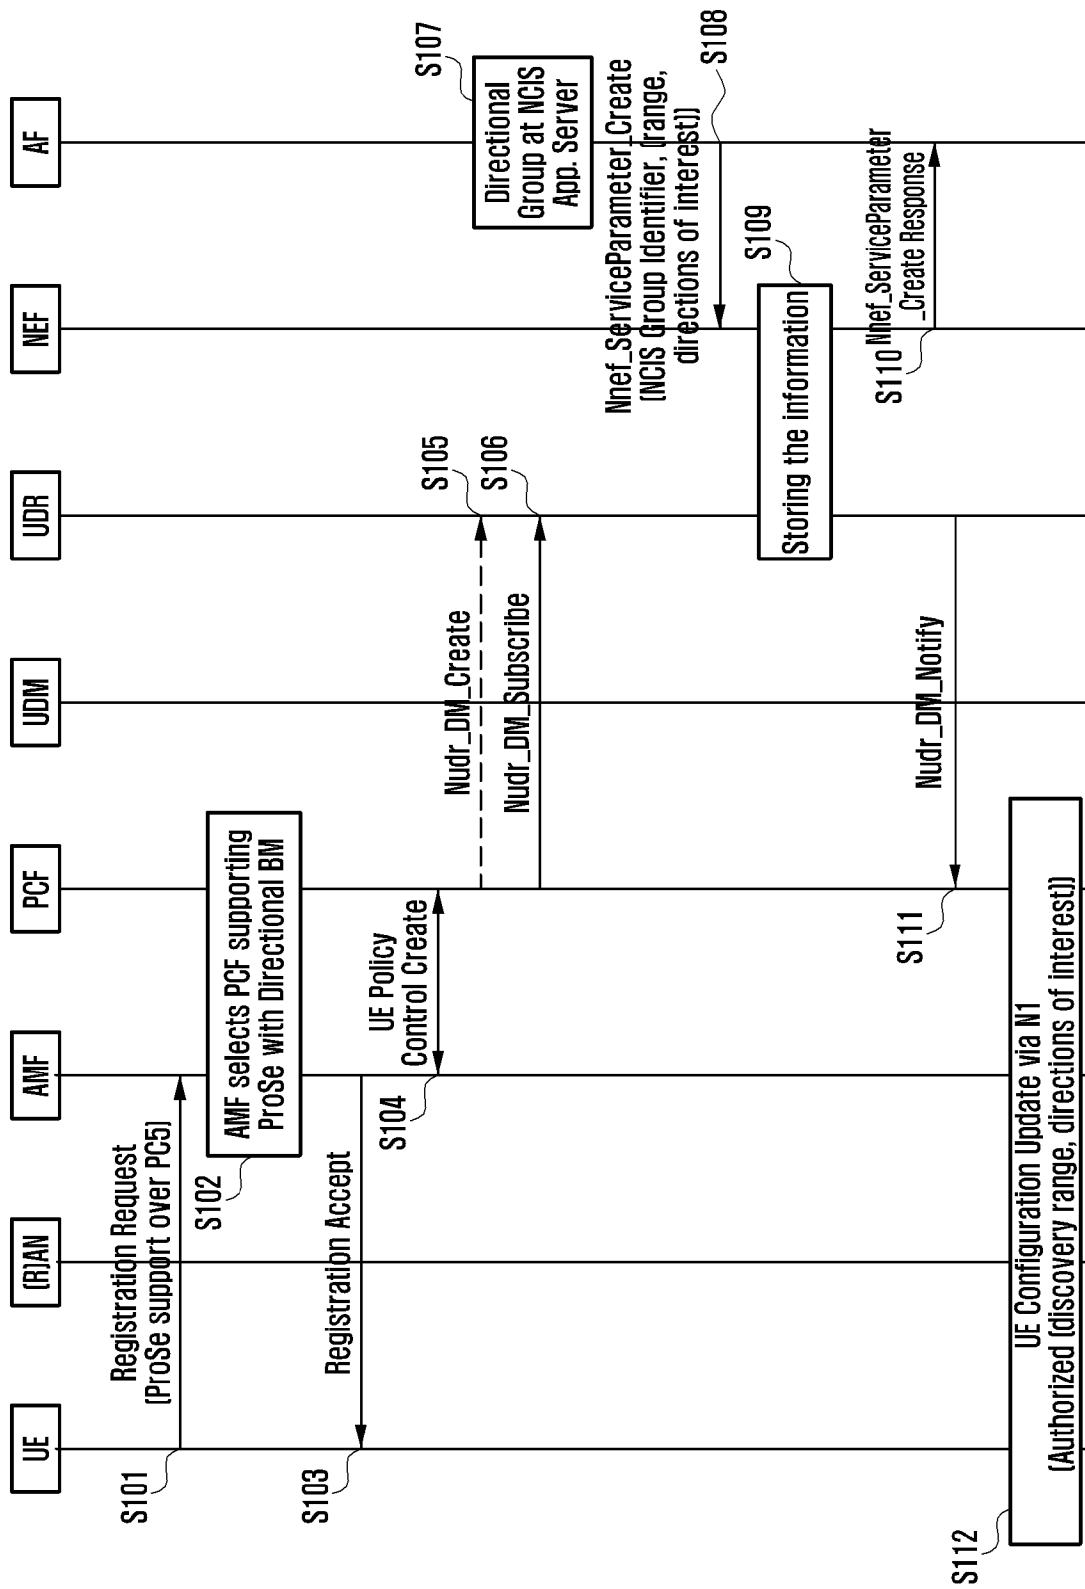 UE
(R)AN
AMF
PCF
UDM
UDR
NEF
AF
S101
Registration Request
(ProSe support over PC5)
S102
AMF selects PCF supporting
ProSe with Directional BM
S103
Registration Accept
S104
UE Policy
Control Create
Nudr_DM_Create
S105
Nudr_DM_Subscribe
S106
S107
Directional
Group at NCIS
App. Server
Nnef_ServiceParameter_Create
(NCIS Group Identifier, (range,
directions of interest))
S108
S109
Storing the information
S110
Nnef_ServiceParameter
_Create Response
S111
Nudr_DM_Notify
S112
UE Configuration Update via N1
(Authorized (discovery range, directions of interest))